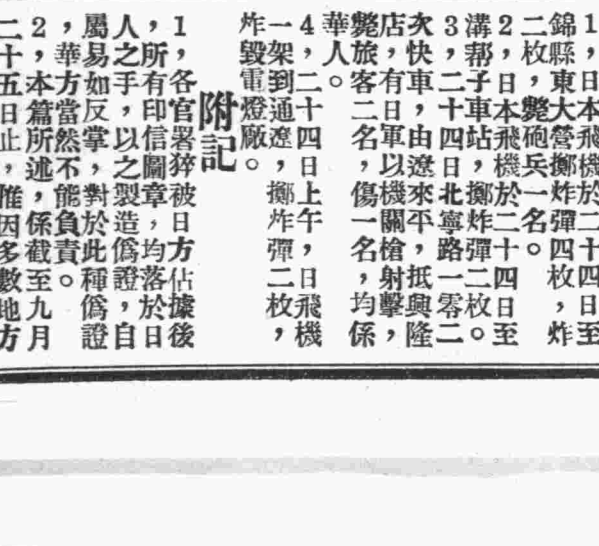 1，日本飛機於二十四日至
錦縣東大營擲炸彈四枚，炸
二枚，斃砲兵一名。
2，日本飛機於二十四日至
溝帮子車站，擲炸彈二枚。
3，二十四日北寧路一零二
次快車，由遼來平，抵興隆
店，有日軍以機關槍射擊，
斃旅客二名，傷一名，均係
華人。
4，二十四日上午，日飛機
一架到通遼，擲炸彈二枚，
炸毀電燈廠。
附記
1，各官署猝被日方佔據後
，所有印信圖章，均落於日
人之手，以之製造僞證，自
屬易如反掌，對於此種僞證
，華方當然不能負責。
2，本篇所述，係截至九月
二十五日止，惟因多數地方